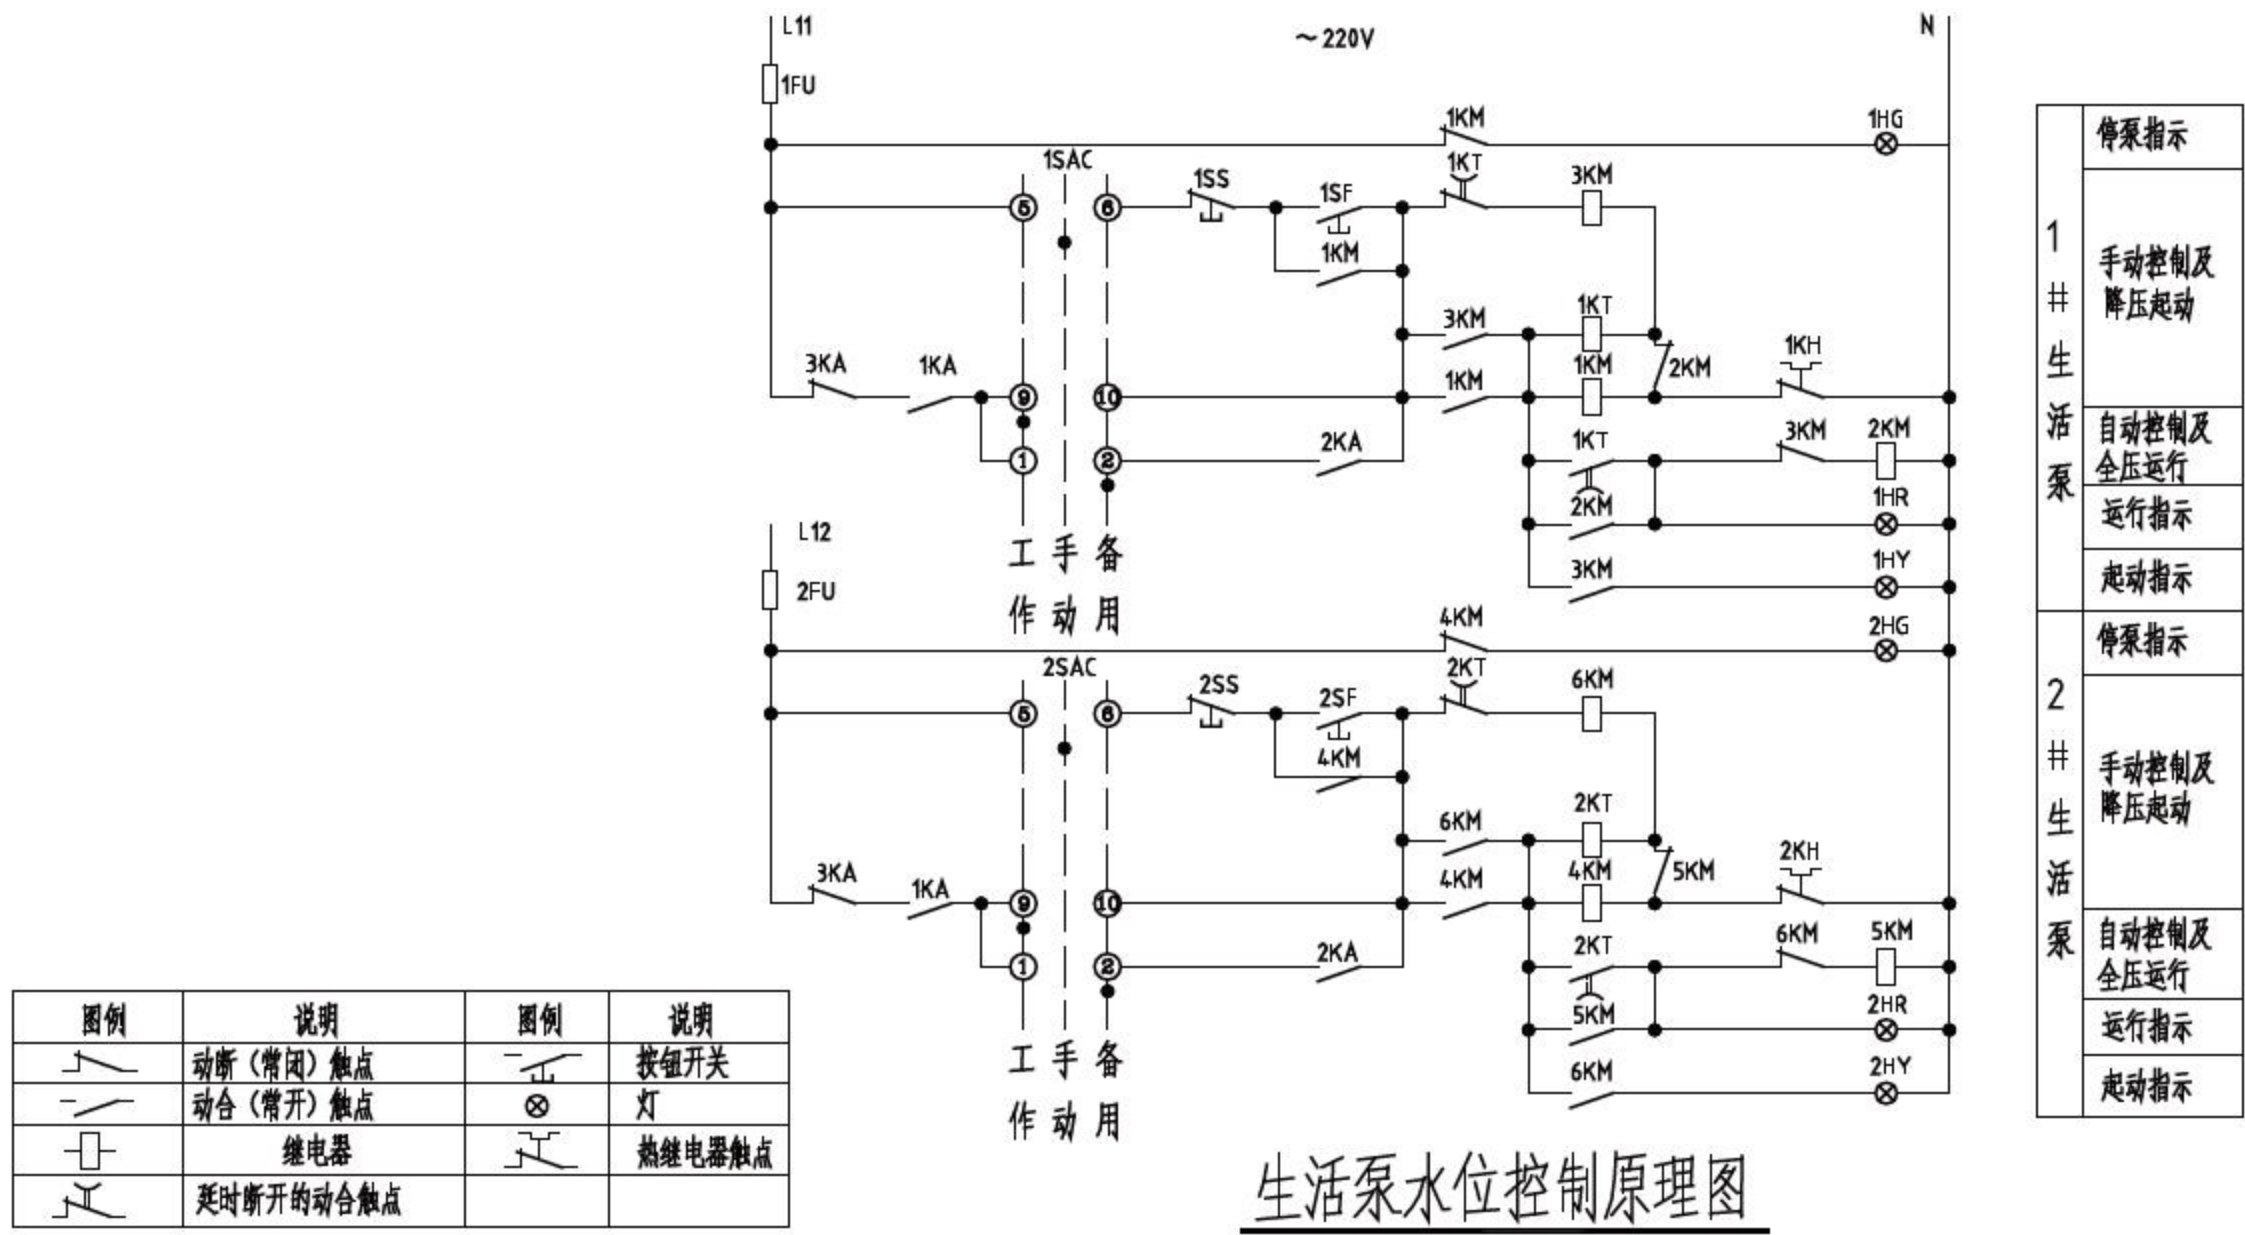 L11
～220V
N
1FU
1KM
1HG
1SAC
1KT
1SS
1SF
3KM
5
6
1KM
3KM
1KT
3KA
1KA
1KM
1KM
2KM
1KH
9
10
2KA
1KT
3KM
2KM
1
2
2KM
1HR
L12
工作
手动
备用
2FU
3KM
1HY
4KM
2HG
2SAC
2KT
2SS
2SF
6KM
5
6
4KM
6KM
2KT
3KA
1KA
4KM
4KM
5KM
2KH
9
10
2KA
2KT
6KM
5KM
1
2
5KM
2HR
工作
手动
备用
6KM
2HY
1#生活泵
停泵指示
手动控制及
降压起动
自动控制及
全压运行
运行指示
起动指示
2#生活泵
停泵指示
手动控制及
降压起动
自动控制及
全压运行
运行指示
起动指示
图例 说明 图例 说明
动断（常闭）触点 按钮开关
动合（常开）触点 灯
继电器 热继电器触点
延时断开的动合触点
生活泵水位控制原理图